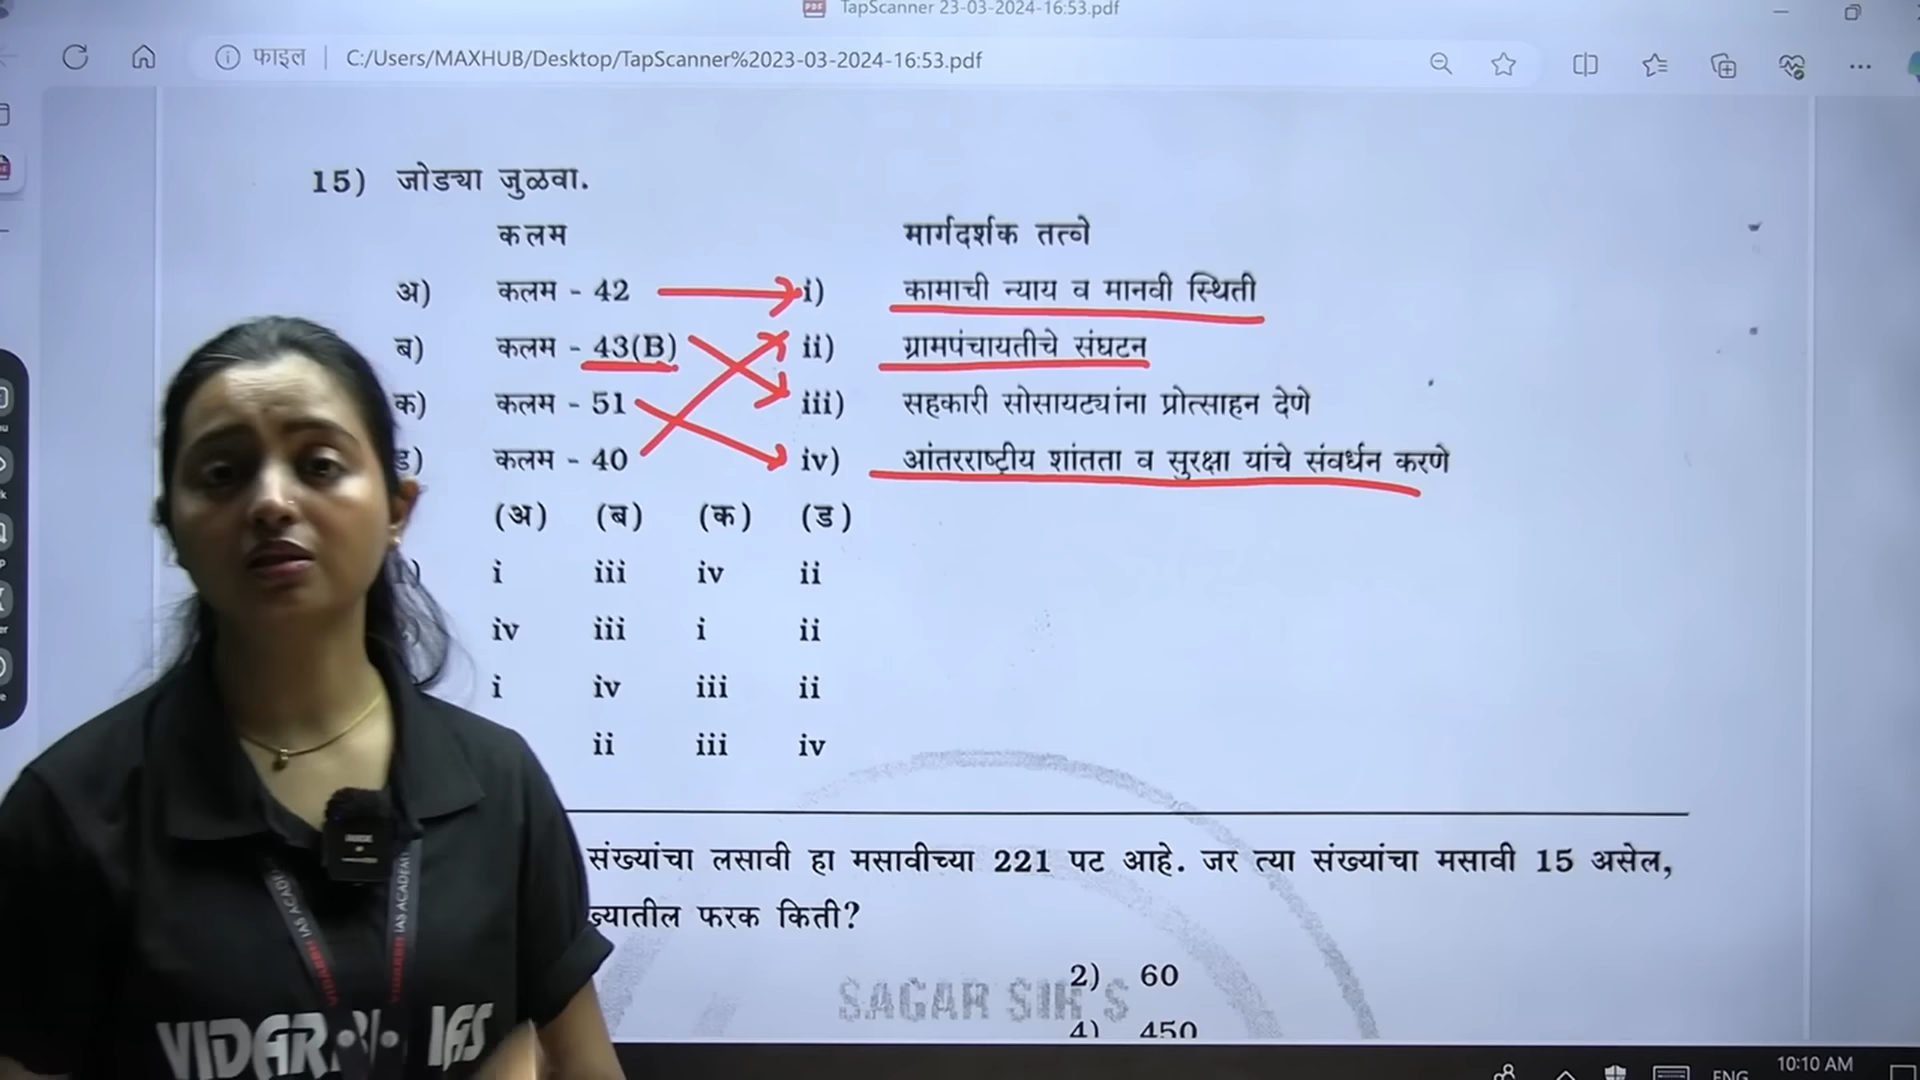 TapScanner 23-03-2024-16:53.pdf
फाइल | C:/Users/MAXHUB/Desktop/TapScanner%2023-03-2024-16:53.pdf
15) जोड्या जुळवा.
कलम मार्गदर्शक तत्वे
अ) कलम - 42 i) कामाची न्याय व मानवी स्थिती
ब) कलम - 43(B) ii) ग्रामपंचायतीचे संघटन
क) कलम - 51 iii) सहकारी सोसायट्यांना प्रोत्साहन देणे
ड) कलम - 40 iv) आंतरराष्ट्रीय शांतता व सुरक्षा यांचे संवर्धन करणे
(अ) (ब) (क) (ड)
i iii iv ii
iv iii i ii
i iv iii ii
ii iii iv
संख्यांचा लसावी हा मसावीच्या 221 पट आहे. जर त्या संख्यांचा मसावी 15 असेल,
ख्यातील फरक किती?
2) 60
SAGAR SIR'S
4) 450
VIDARBH IAS ACADEMY
IAS
ENG
10:10 AM